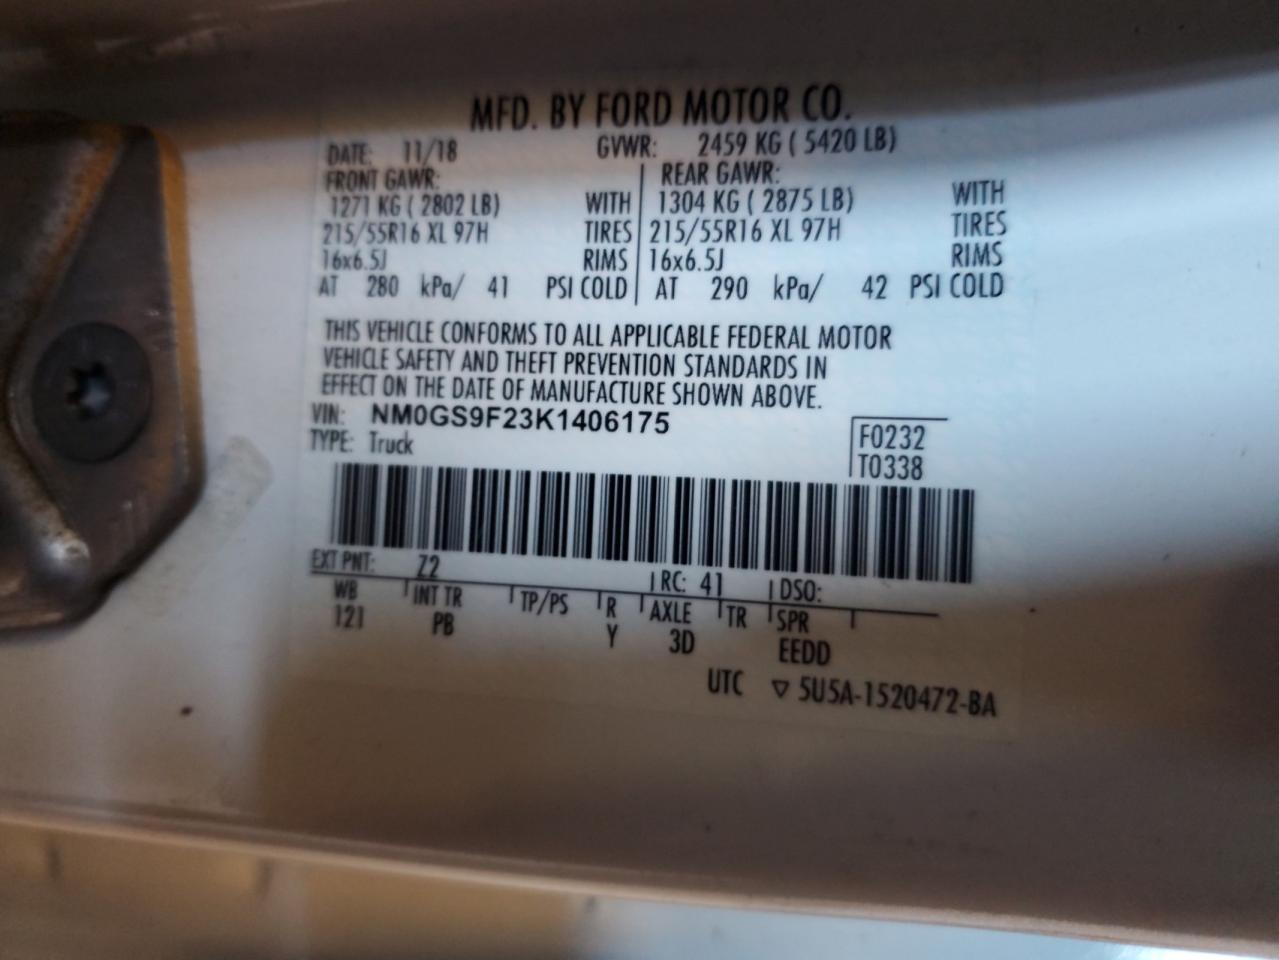 MFD. BY FORD MOTOR CO.
DATE: 11/18 GVWR: 2459 KG ( 5420 LB)
FRONT GAWR: REAR GAWR:
1271 KG ( 2802 LB) WITH 1304 KG ( 2875 LB) WITH
215/55R16 XL 97H TIRES 215/55R16 XL 97H TIRES
16x6.5J RIMS 16x6.5J RIMS
AT 280 kPa/ 41 PSI COLD AT 290 kPa/ 42 PSI COLD
THIS VEHICLE CONFORMS TO ALL APPLICABLE FEDERAL MOTOR
VEHICLE SAFETY AND THEFT PREVENTION STANDARDS IN
EFFECT ON THE DATE OF MANUFACTURE SHOWN ABOVE.
VIN: NM0GS9F23K1406175
TYPE: Truck
F0232
T0338
EXT PNT: Z2 RC: 41 DSO:
WB INT TR TP/PS R AXLE TR SPR
121 PB Y 3D EEDD
UTC ▽ 5U5A-1520472-BA